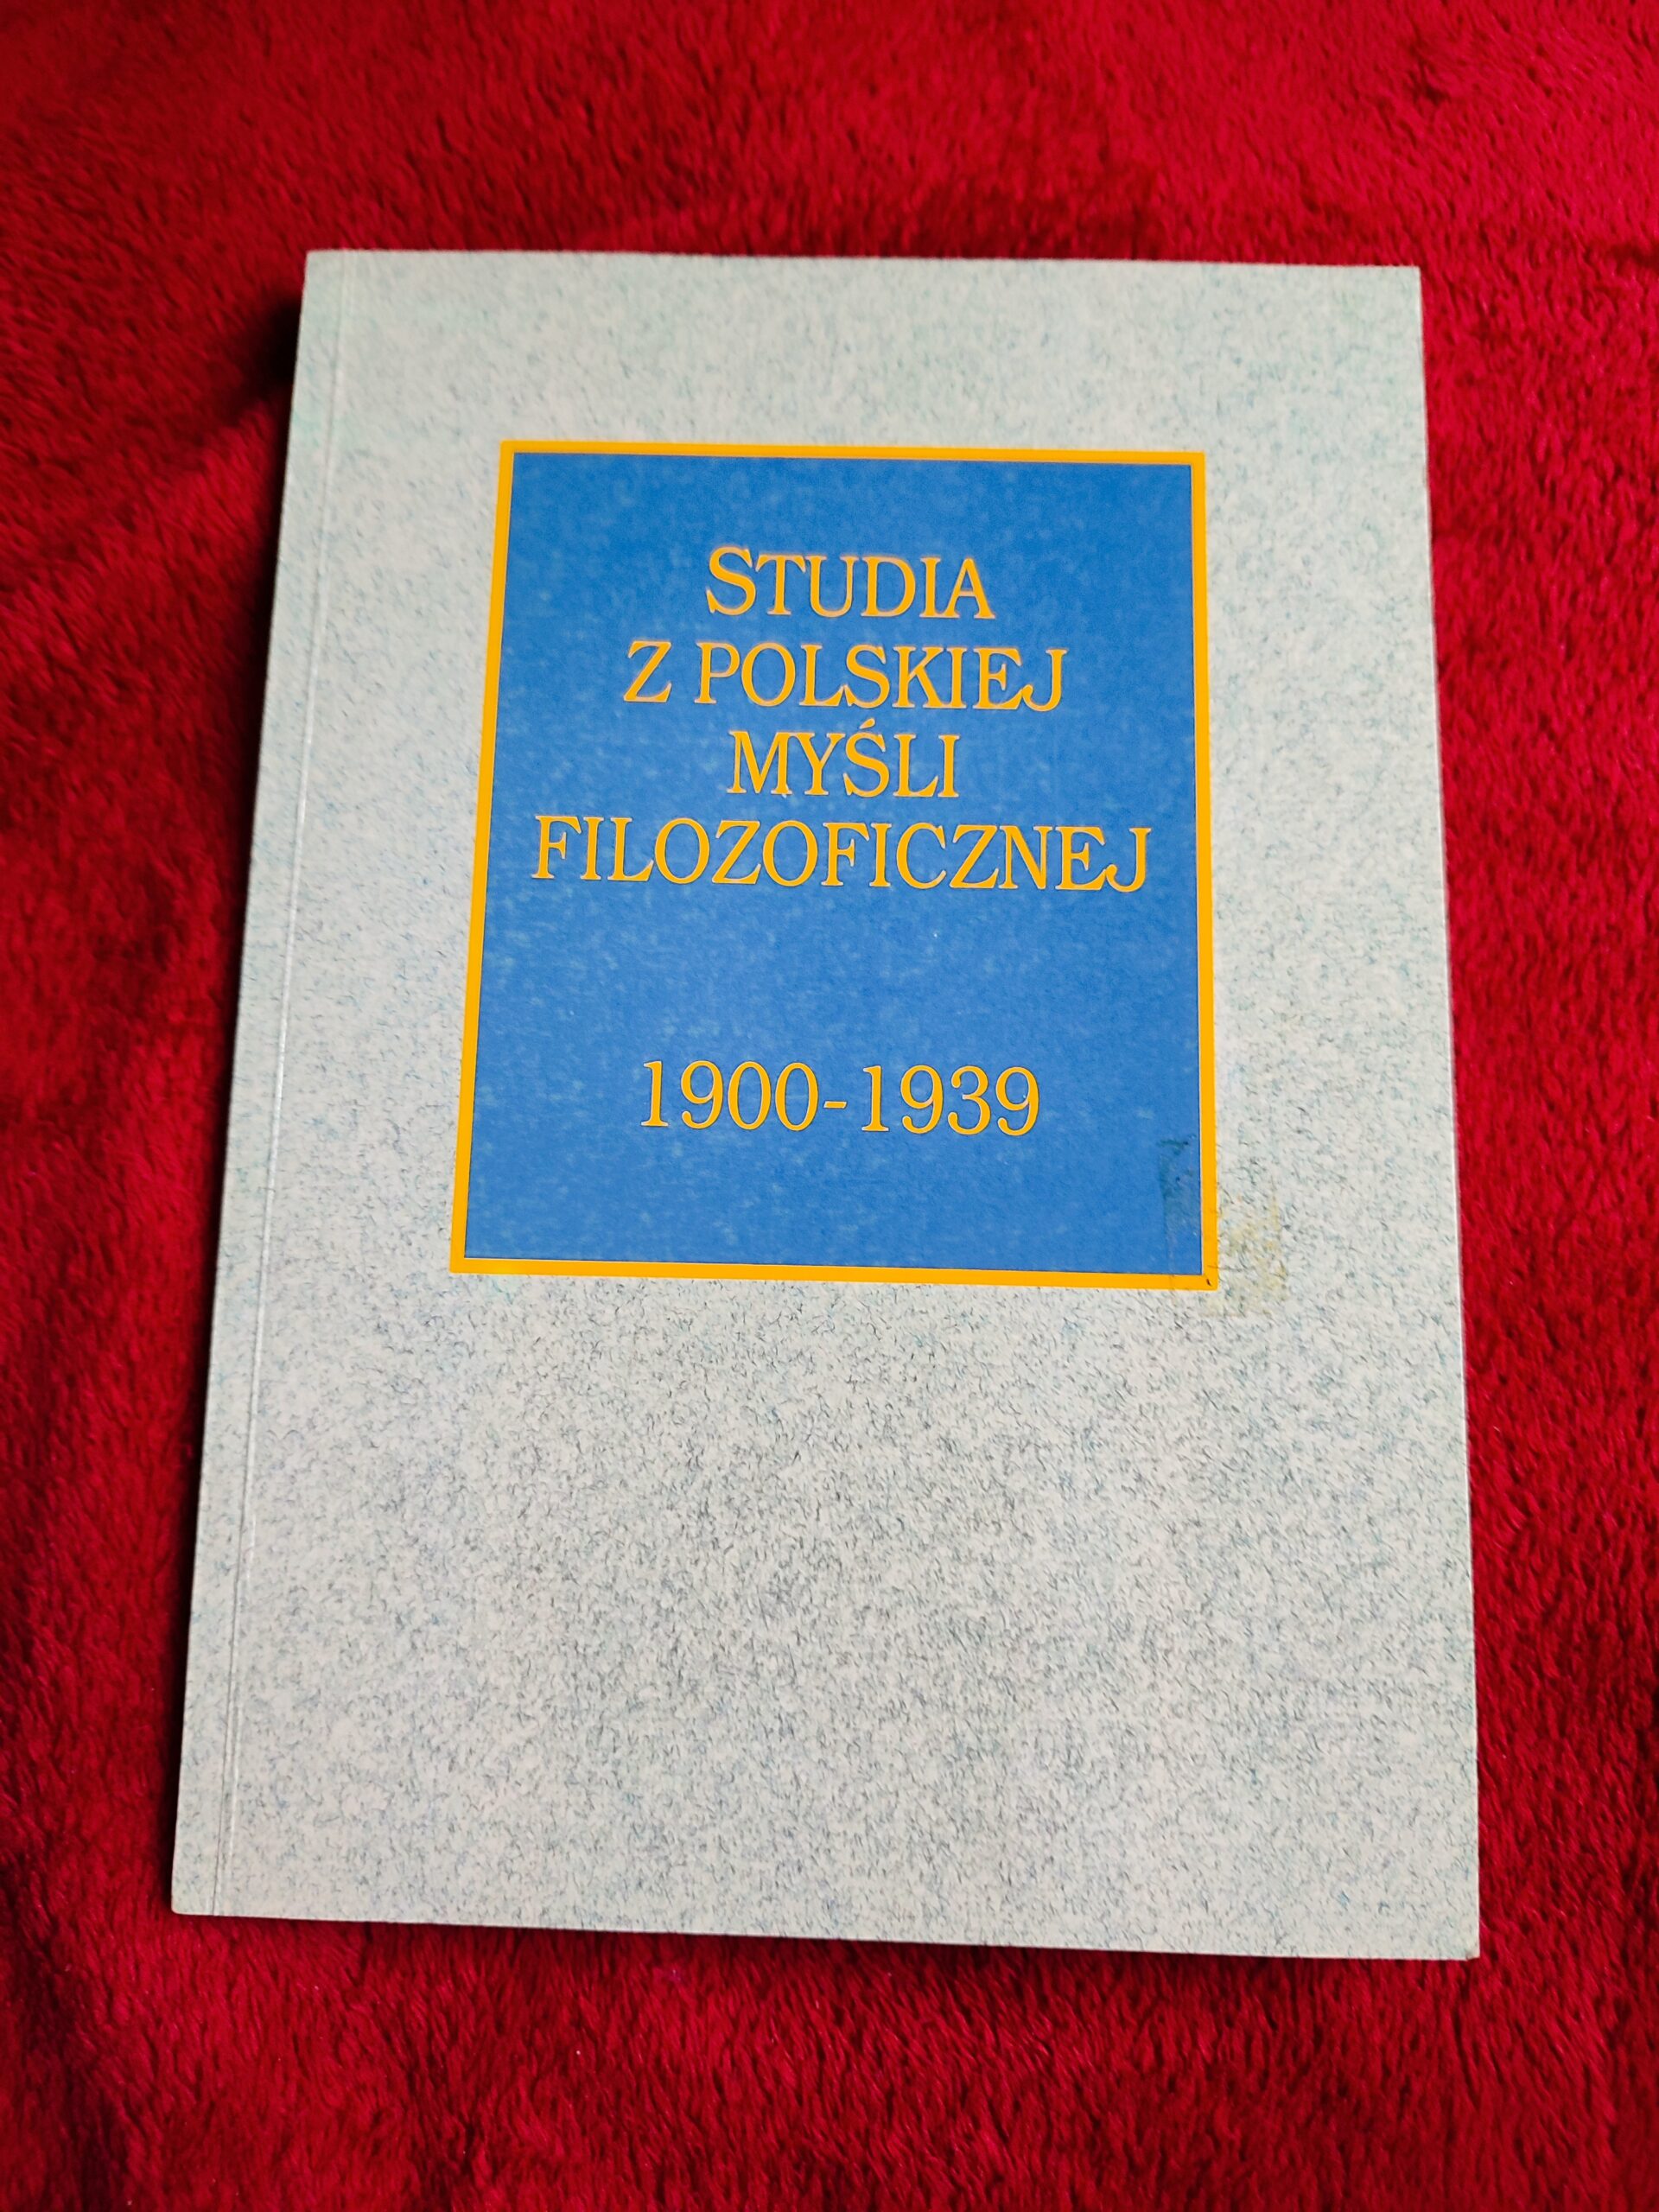 STUDIA
Z POLSKIEJ
MYŚLI
FILOZOFICZNEJ
1900-1939